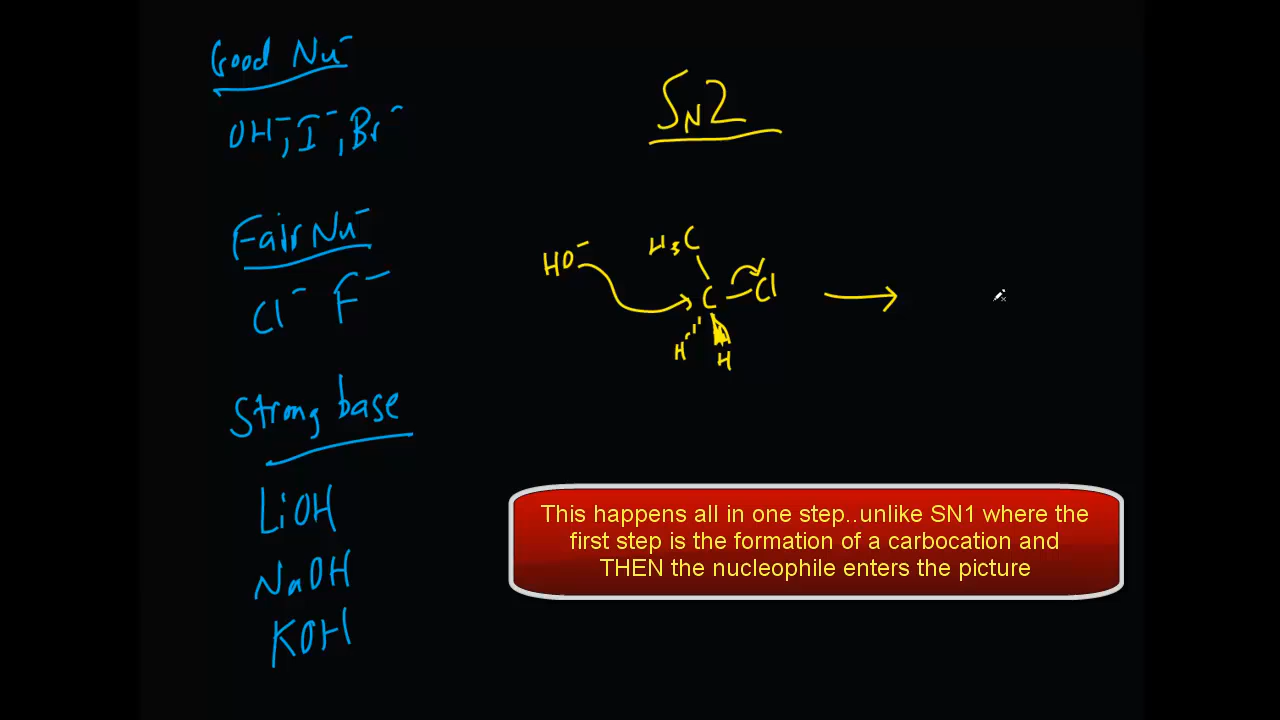 Good Nu⁻
OH⁻, I⁻, Br⁻
Fair Nu⁻
Cl⁻ F⁻
Strong base
LiOH
NaOH
KOH
SN2
HO⁻
H₃C
C
Cl
H
H
This happens all in one step..unlike SN1 where the
first step is the formation of a carbocation and
THEN the nucleophile enters the picture